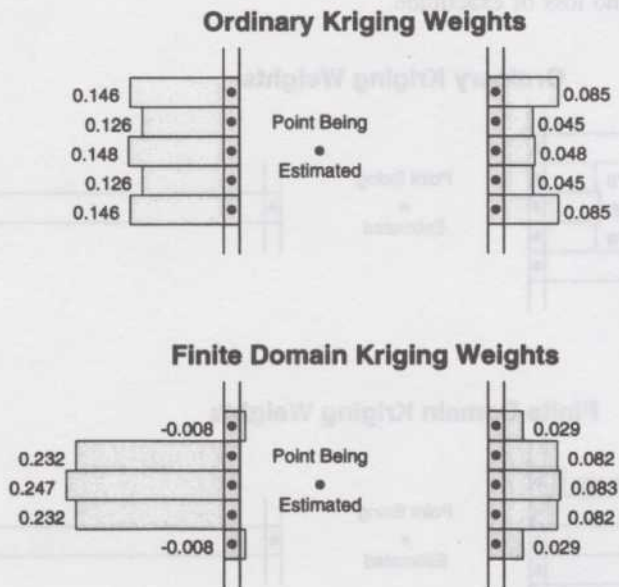 Ordinary Kriging Weights
0.146 0.085
0.126 Point Being 0.045
0.148 0.048
0.126 Estimated 0.045
0.146 0.085
Finite Domain Kriging Weights
-0.008 0.029
0.232 Point Being 0.082
0.247 0.083
0.232 Estimated 0.082
-0.008 0.029